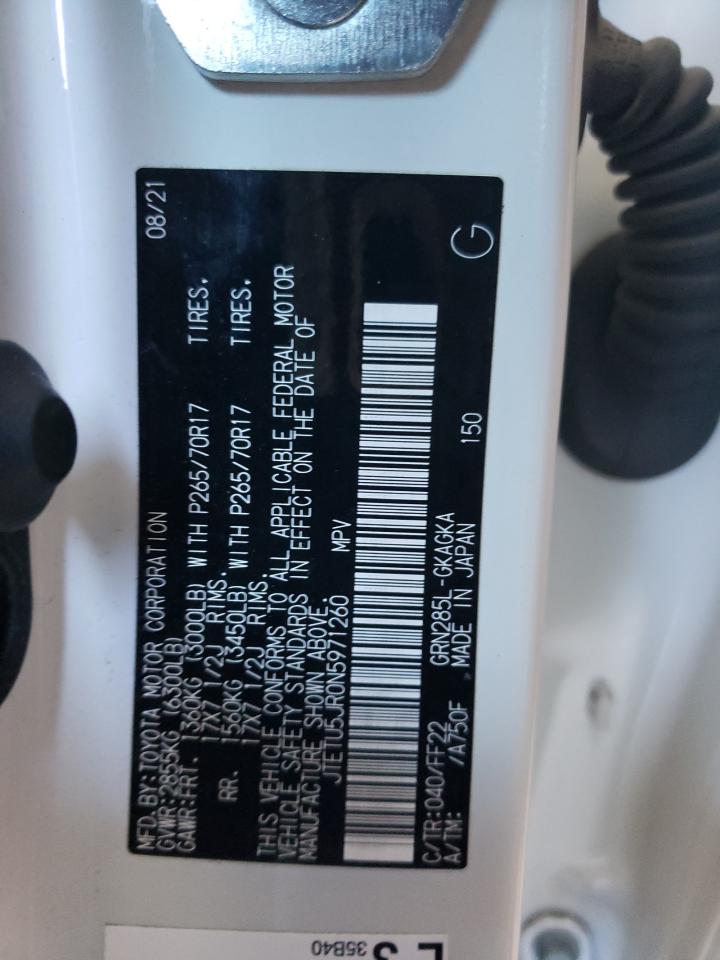 MFD. BY:TOYOTA MOTOR CORPORATION 08/21
GVWR:2855KG (6300LB)
GAWR:FRT. 1360KG (3000LB) WITH P265/70R17 TIRES.
17X7 1/2J RIMS.
RR. 1560KG (3450LB) WITH P265/70R17 TIRES.
17X7 1/2J RIMS.
THIS VEHICLE CONFORMS TO ALL APPLICABLE FEDERAL MOTOR
VEHICLE SAFETY STANDARDS IN EFFECT ON THE DATE OF
MANUFACTURE SHOWN ABOVE.
JTETU5JR0N5971260 MPV
C/TR:040/FF22 GRN285L-GKAGKA 150
A/TM: /A750F MADE IN JAPAN G
35B40